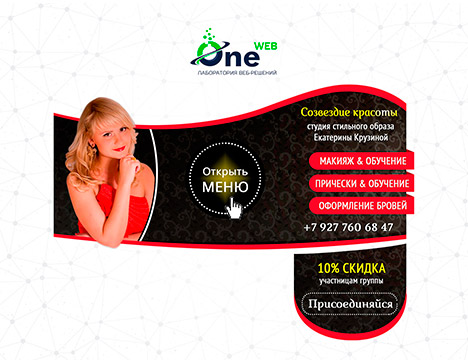 One WEB
ЛАБОРАТОРИЯ ВЕБ-РЕШЕНИЙ
Созвездие красоты
студия стильного образа
Екатерины Крузиной
Открыть
МЕНЮ
МАКИЯЖ & ОБУЧЕНИЕ
ПРИЧЕСКИ & ОБУЧЕНИЕ
ОФОРМЛЕНИЕ БРОВЕЙ
+7 927 760 68 47
10% СКИДКА
участницам группы
Присоединяйся